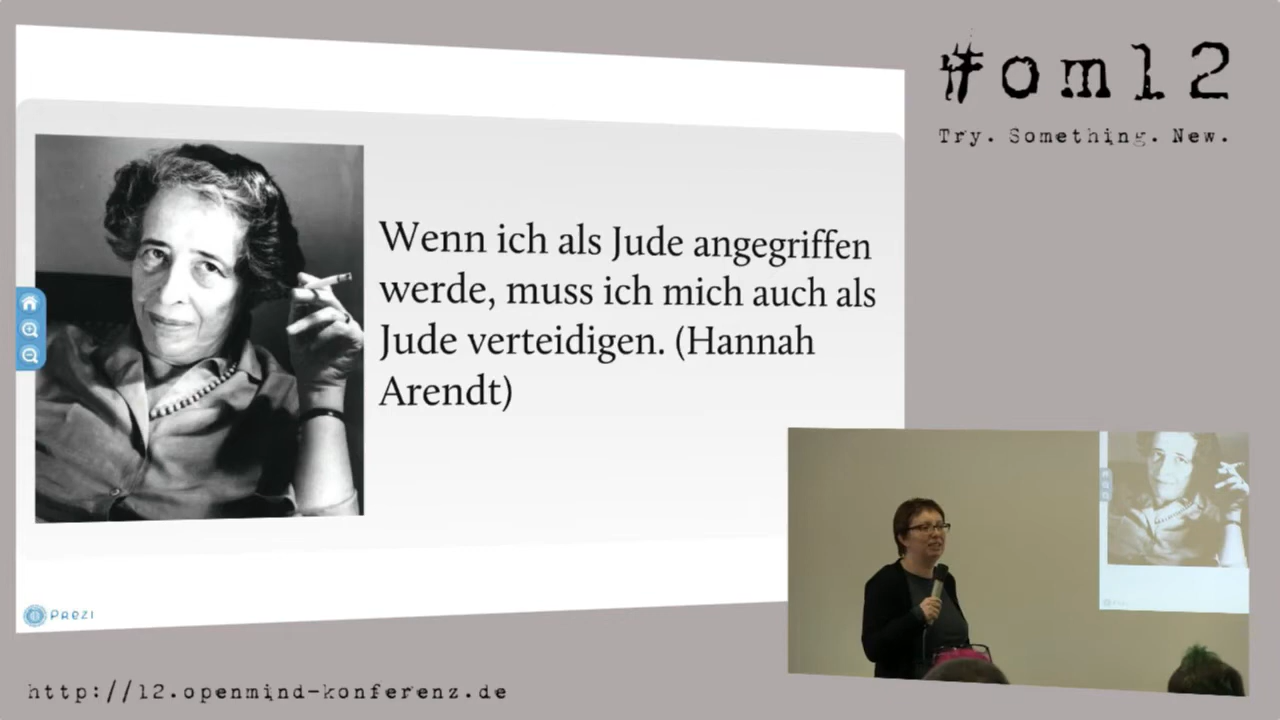 #om12
Try. Something. New.
Wenn ich als Jude angegriffen
werde, muss ich mich auch als
Jude verteidigen. (Hannah
Arendt)
Prezi
http://12.openmind-konferenz.de